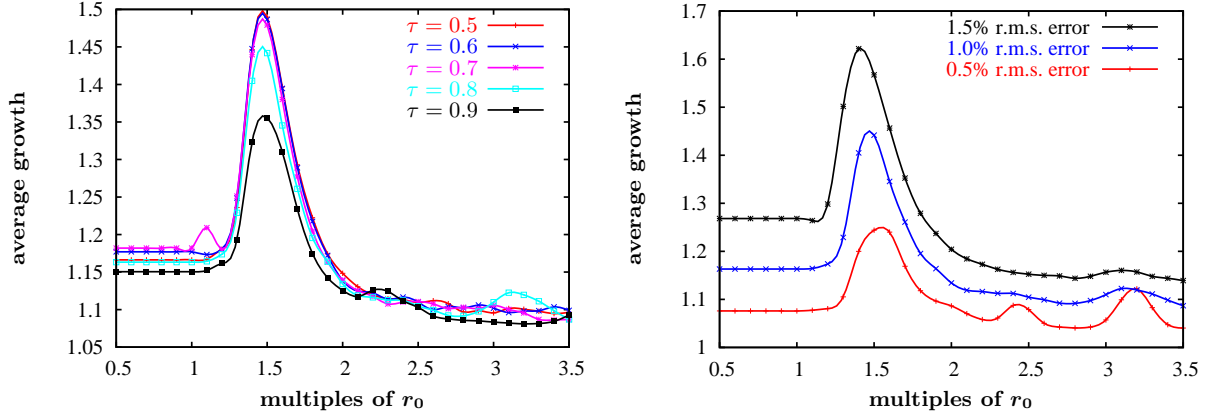 average growth
1.5
1.45
1.4
1.35
1.3
1.25
1.2
1.15
1.1
1.05
0.5 1 1.5 2 2.5 3 3.5
multiples of r₀
τ = 0.5
τ = 0.6
τ = 0.7
τ = 0.8
τ = 0.9
average growth
1.7
1.6
1.5
1.4
1.3
1.2
1.1
1
0.5 1 1.5 2 2.5 3 3.5
multiples of r₀
1.5% r.m.s. error
1.0% r.m.s. error
0.5% r.m.s. error